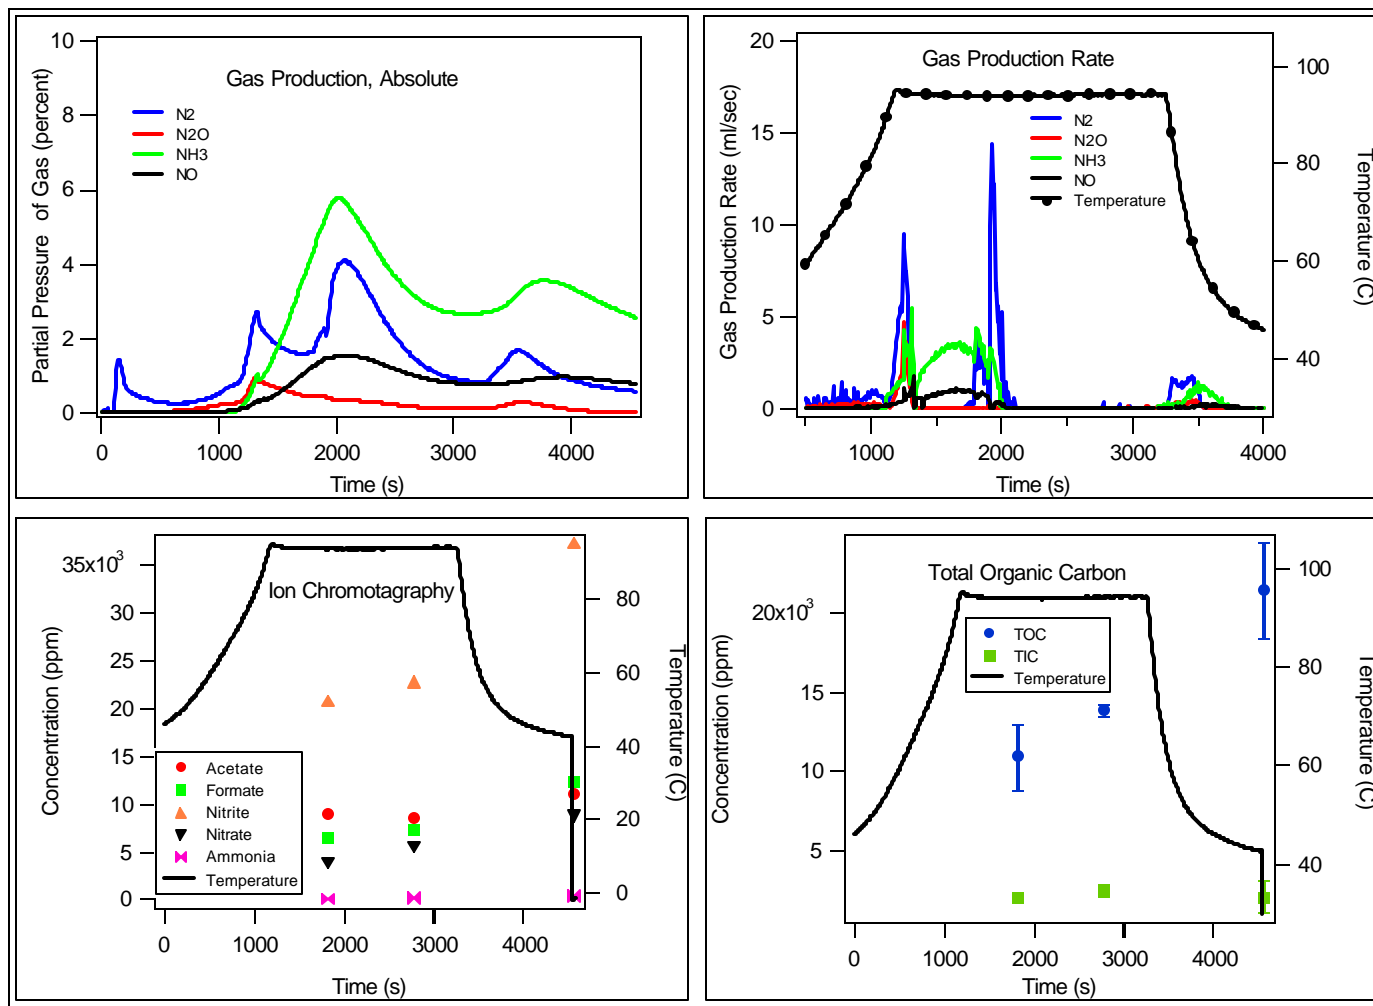 Gas Production, Absolute
N2
N2O
NH3
NO
10
8
6
4
2
0
Partial Pressure of Gas (percent)
0
1000
2000
3000
4000
Time (s)
Gas Production Rate
N2
N2O
NH3
NO
Temperature
20
15
10
5
0
Gas Production Rate (ml/sec)
100
80
60
40
Temperature (C)
1000
2000
3000
4000
Time (s)
Ion Chromotagraphy
35x10³
30
25
20
15
10
5
0
Concentration (ppm)
Acetate
Formate
Nitrite
Nitrate
Ammonia
Temperature
80
60
40
20
0
Temperature (C)
0
1000
2000
3000
4000
Time (s)
Total Organic Carbon
TOC
TIC
Temperature
20x10³
15
10
5
Concentration (ppm)
100
80
60
40
Temperature (C)
0
1000
2000
3000
4000
Time (s)